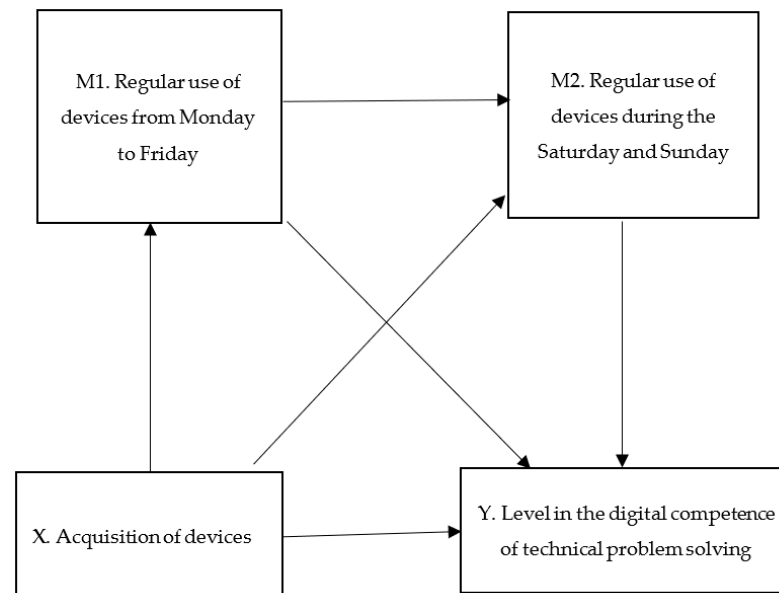 M1. Regular use of
devices from Monday
to Friday
M2. Regular use of
devices during the
Saturday and Sunday
X. Acquisition of devices
Y. Level in the digital competence
of technical problem solving